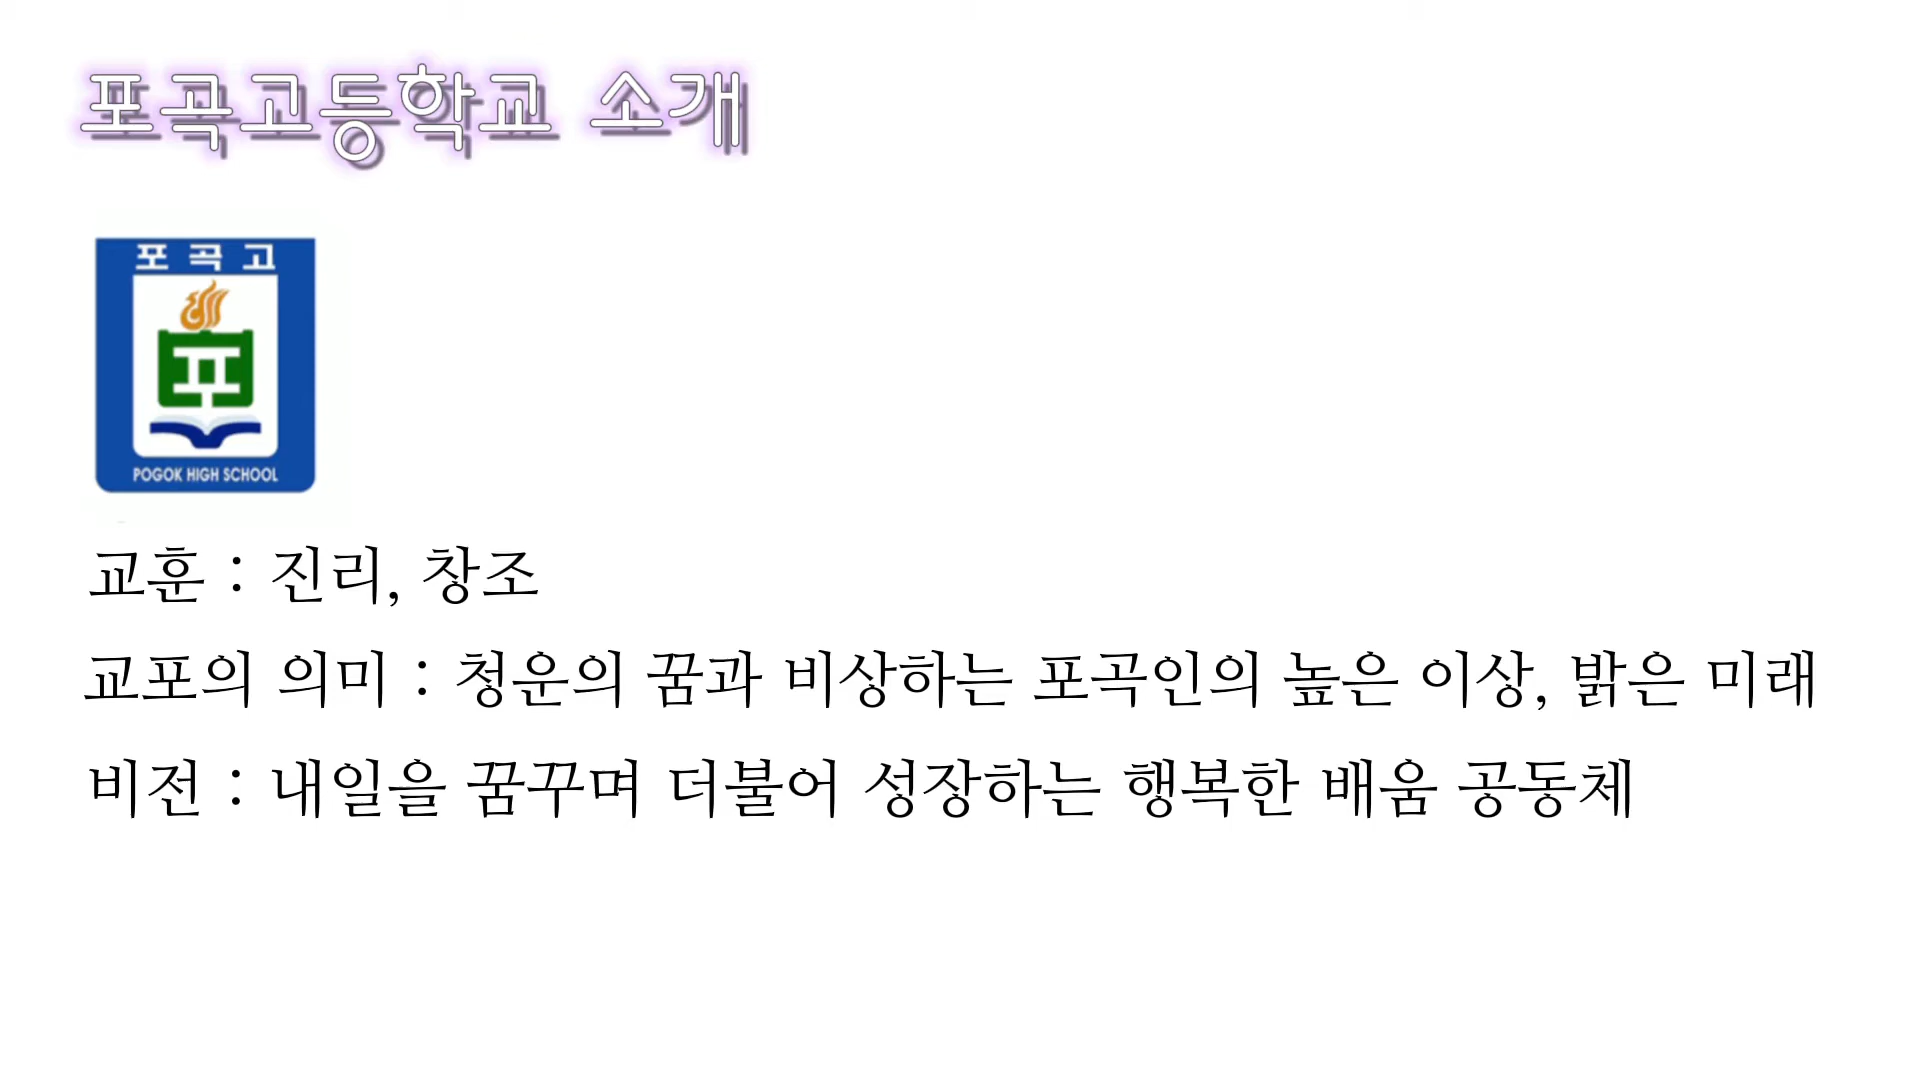 포곡고등학교 소개
포곡고
포
POGOK HIGH SCHOOL
교훈 : 진리, 창조
교포의 의미 : 청운의 꿈과 비상하는 포곡인의 높은 이상, 밝은 미래
비전 : 내일을 꿈꾸며 더불어 성장하는 행복한 배움 공동체